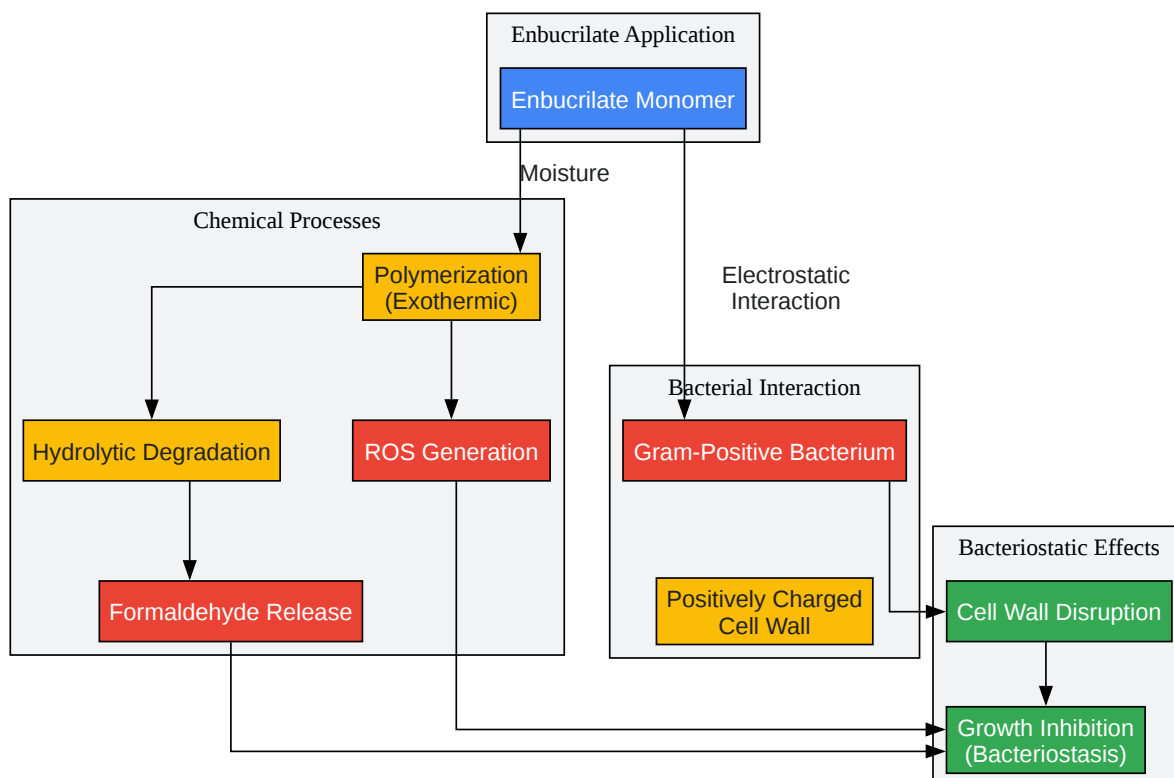 Enbucrilate Application
Enbucrilate Monomer
Moisture
Chemical Processes
Polymerization
(Exothermic)
Electrostatic
Interaction
Bacterial Interaction
Hydrolytic Degradation
ROS Generation
Gram-Positive Bacterium
Bacteriostatic Effects
Formaldehyde Release
Positively Charged
Cell Wall
Cell Wall Disruption
Growth Inhibition
(Bacteriostasis)